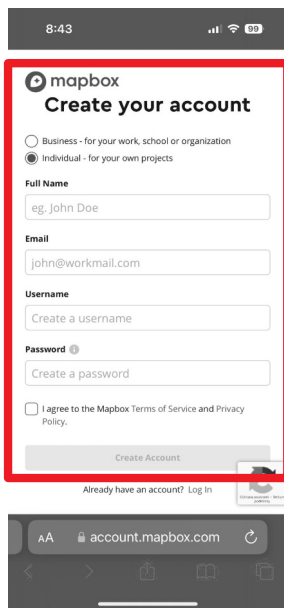 8:43
99
mapbox
Create your account
Business - for your work, school or organization
Individual - for your own projects
Full Name
eg. John Doe
Email
john@workmail.com
Username
Create a username
Password
Create a password
I agree to the Mapbox Terms of Service and Privacy
Policy.
Create Account
Already have an account? Log In
AA account.mapbox.com